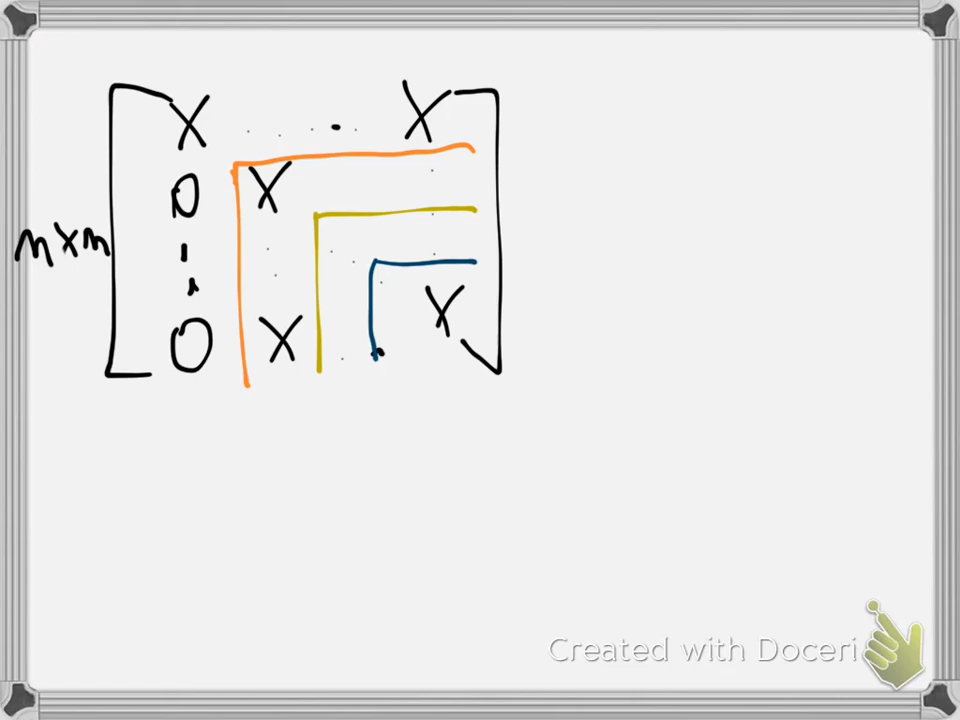 X . . . . . X
0 X .
n x n . . . . .
. . .
0 X . . X
Created with Doceri